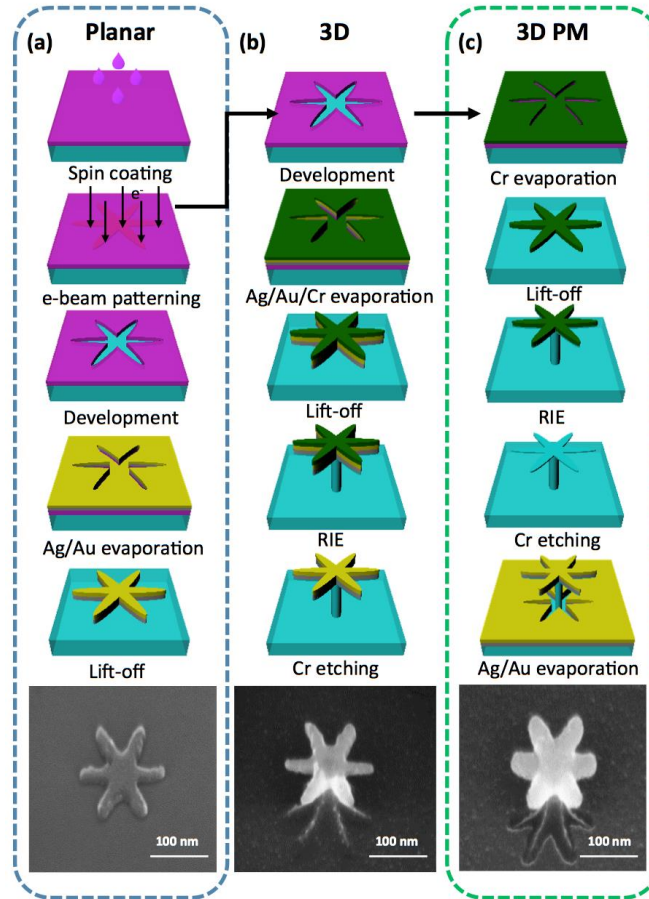 (a) Planar
Spin coating
e⁻
e-beam patterning
Development
Ag/Au evaporation
Lift-off
100 nm
(b) 3D
Development
Ag/Au/Cr evaporation
Lift-off
RIE
Cr etching
100 nm
(c) 3D PM
Cr evaporation
Lift-off
RIE
Cr etching
Ag/Au evaporation
100 nm